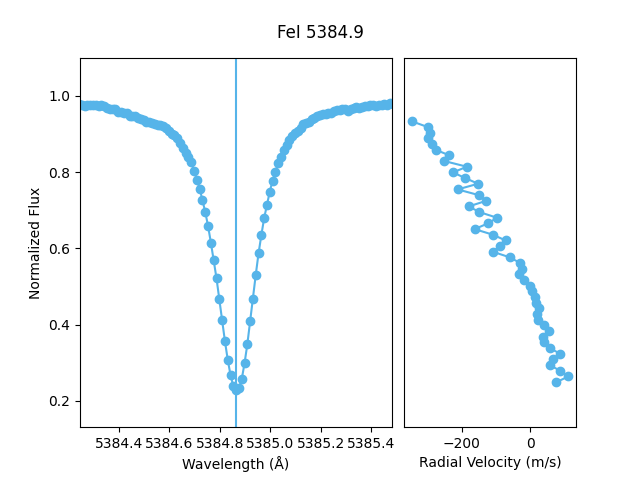 FeI 5384.9
Normalized Flux
1.0
0.8
0.6
0.4
0.2
5384.4 5384.6 5384.8 5385.0 5385.2 5385.4
Wavelength (Å)
−200 0
Radial Velocity (m/s)